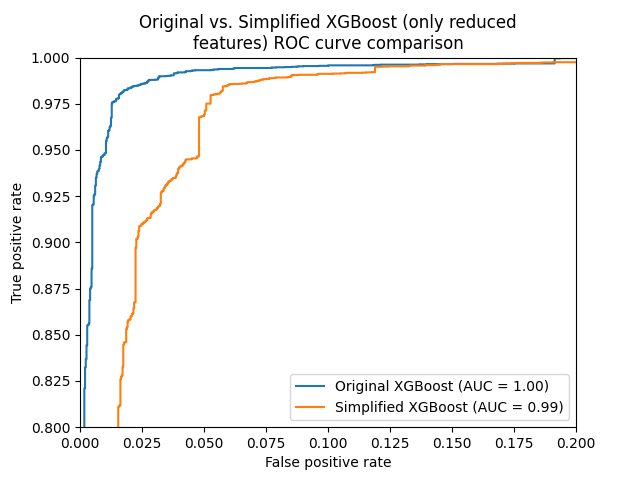 Original vs. Simplified XGBoost (only reduced
features) ROC curve comparison
1.000
0.975
0.950
0.925
0.900
0.875
0.850
0.825
0.800
True positive rate
Original XGBoost (AUC = 1.00)
Simplified XGBoost (AUC = 0.99)
0.000 0.025 0.050 0.075 0.100 0.125 0.150 0.175 0.200
False positive rate